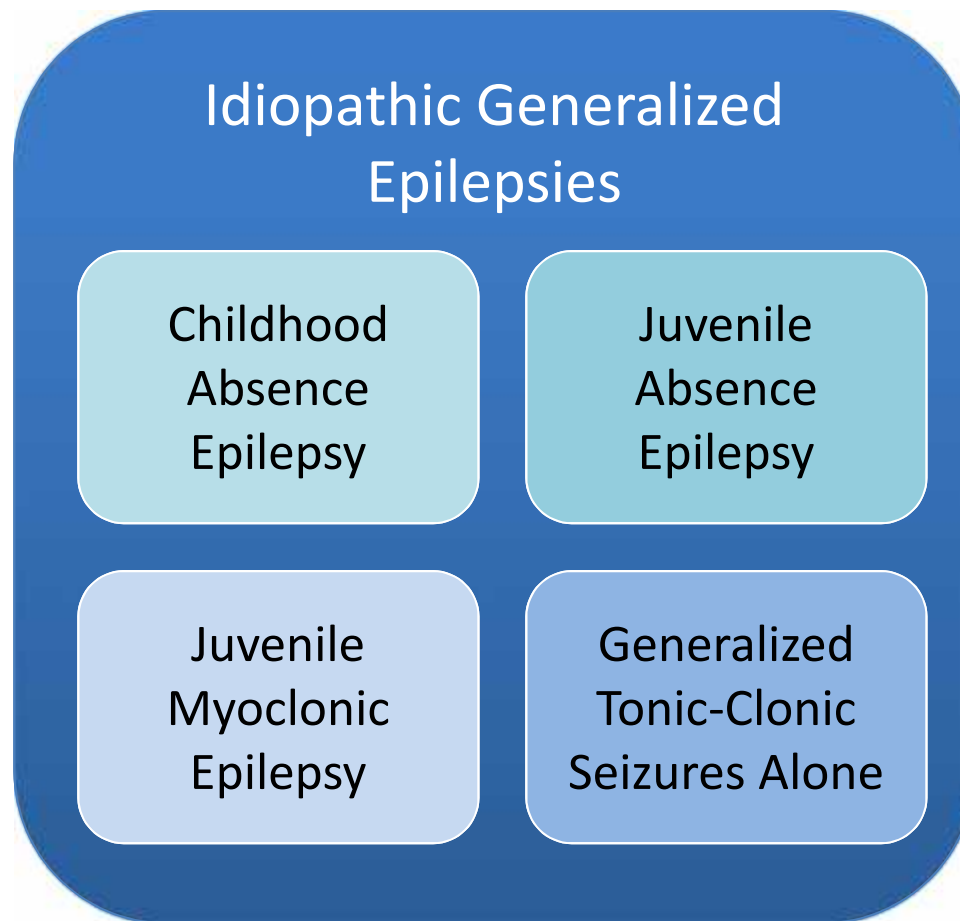 Idiopathic Generalized
Epilepsies
Childhood
Absence
Epilepsy
Juvenile
Absence
Epilepsy
Juvenile
Myoclonic
Epilepsy
Generalized
Tonic-Clonic
Seizures Alone